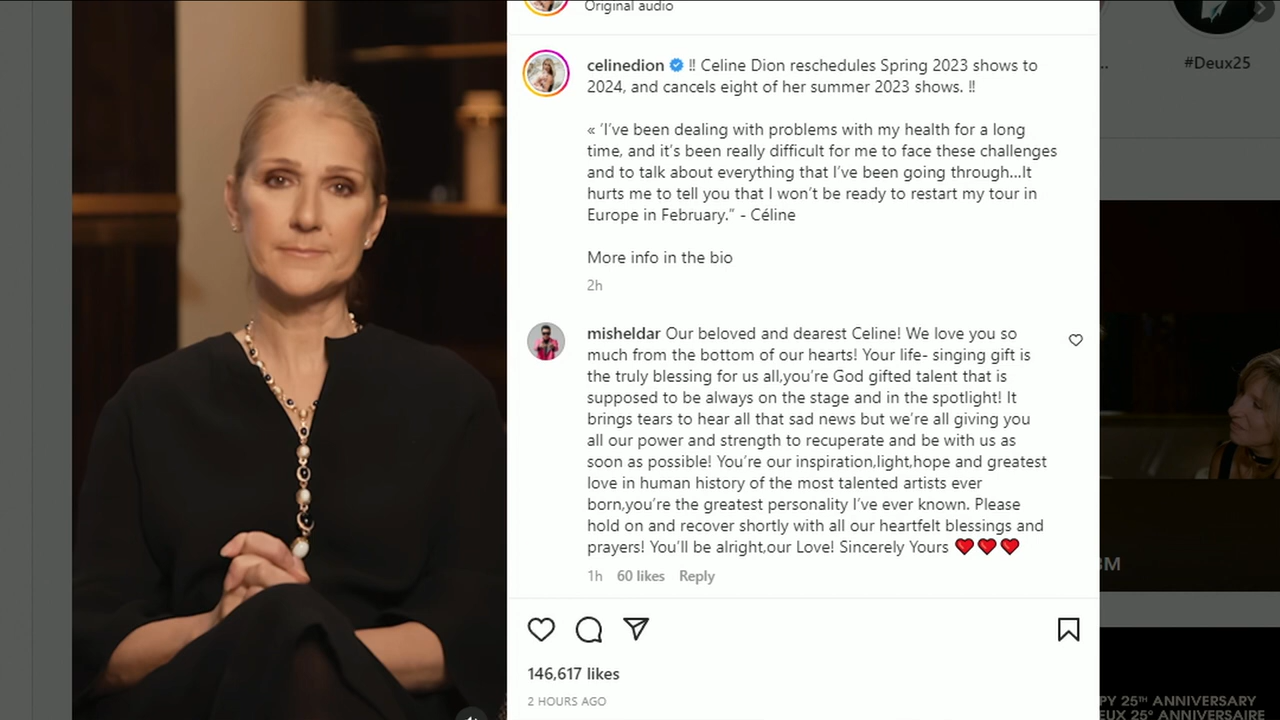 Original audio
celinedion ‼ Celine Dion reschedules Spring 2023 shows to
2024, and cancels eight of her summer 2023 shows. ‼
« ‘I’ve been dealing with problems with my health for a long
time, and it’s been really difficult for me to face these challenges
and to talk about everything that I’ve been going through...It
hurts me to tell you that I won’t be ready to restart my tour in
Europe in February.” - Céline
More info in the bio
2h
misheldar Our beloved and dearest Celine! We love you so
much from the bottom of our hearts! Your life- singing gift is
the truly blessing for us all,you’re God gifted talent that is
supposed to be always on the stage and in the spotlight! It
brings tears to hear all that sad news but we’re all giving you
all our power and strength to recuperate and be with us as
soon as possible! You’re our inspiration,light,hope and greatest
love in human history of the most talented artists ever
born,you’re the greatest personality I’ve ever known. Please
hold on and recover shortly with all our heartfelt blessings and
prayers! You’ll be alright,our Love! Sincerely Yours ❤️❤️❤️
1h 60 likes Reply
146,617 likes
2 HOURS AGO
..
#Deux25
3M
PY 25TH ANNIVERSARY
EUX 25° ANNIVERSAIRE